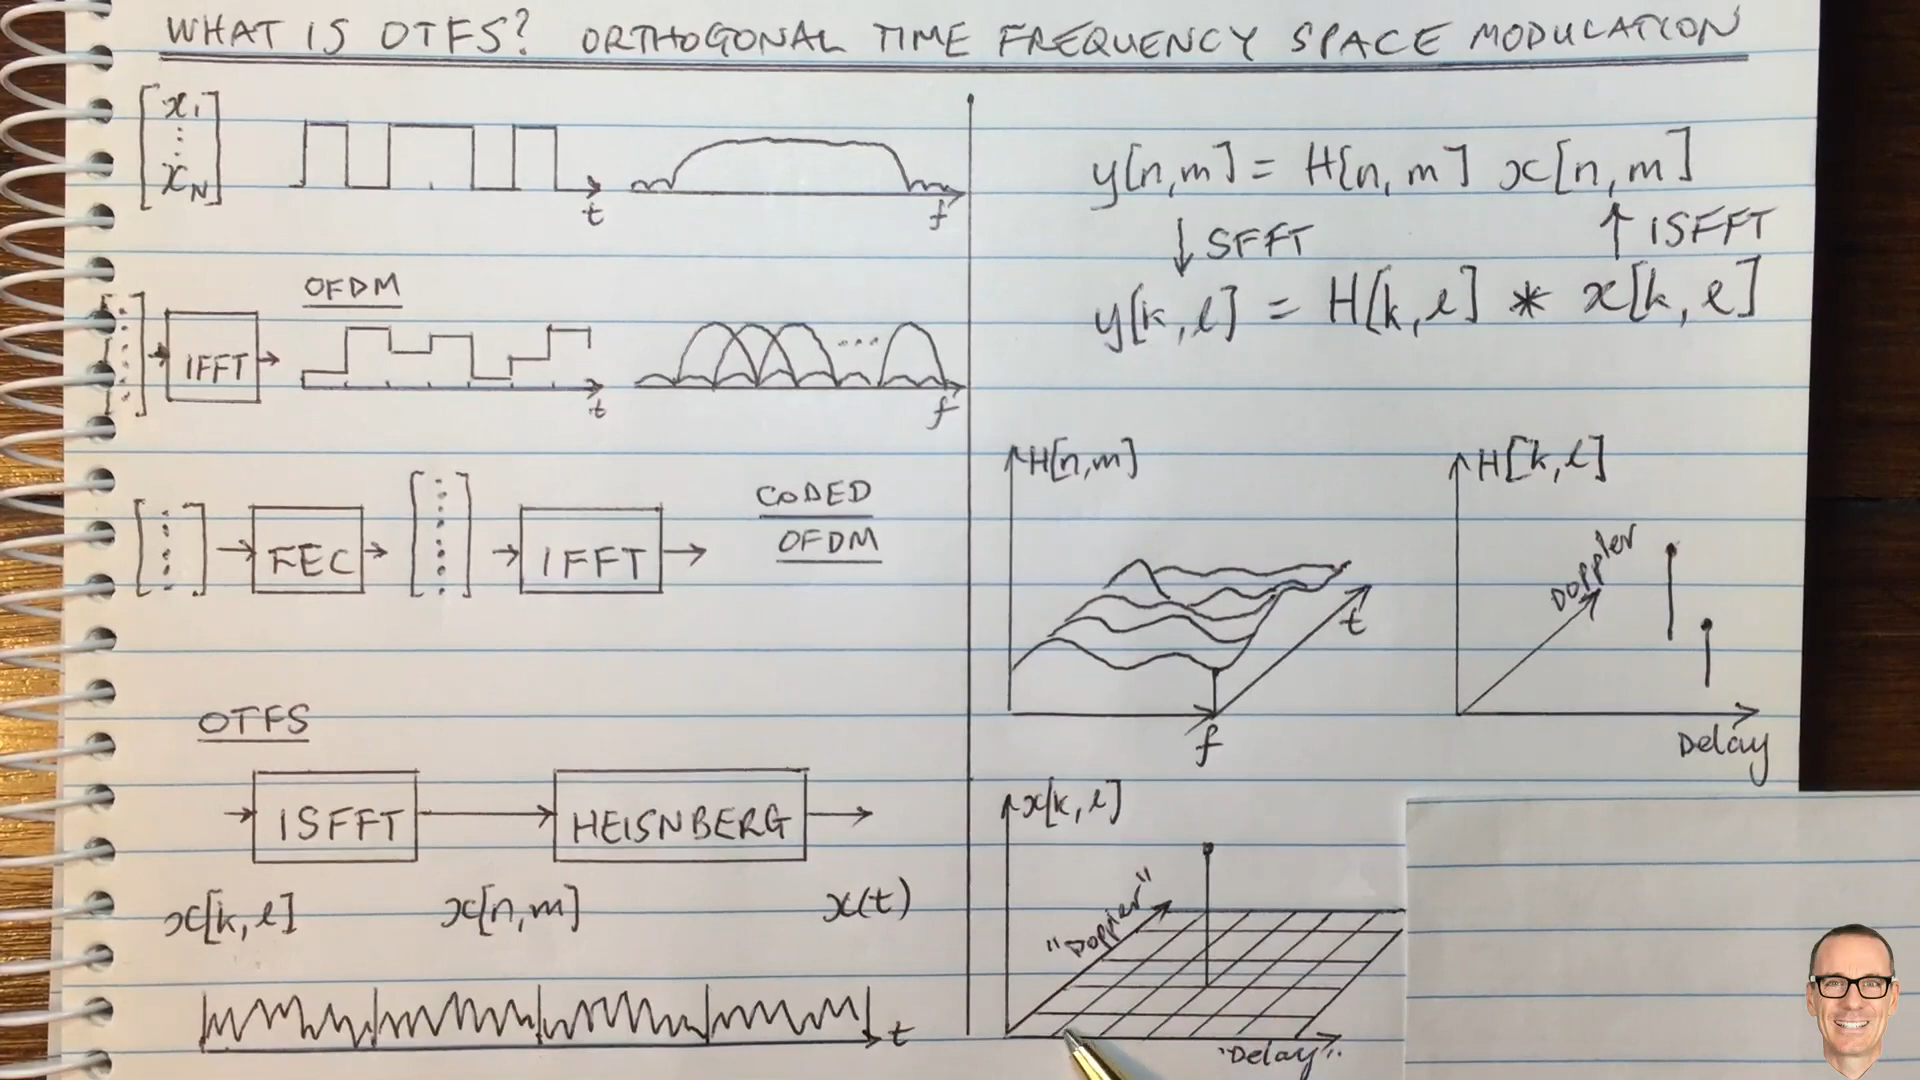 WHAT IS OTFS? ORTHOGONAL TIME FREQUENCY SPACE MODULATION
[x₁
⋮
x_N]
t
f
OFDM
IFFT
t
f
FEC
IFFT
CODED
OFDM
OTFS
ISFFT
HEISNBERG
x[k,l]
x[n,m]
x(t)
t
y[n,m] = H[n,m] x[n,m]
↓ SFFT
↑ ISFFT
y[k,l] = H[k,l] * x[k,l]
H[n,m]
t
f
H[k,l]
Doppler
Delay
x[k,l]
"Doppler"
"Delay"